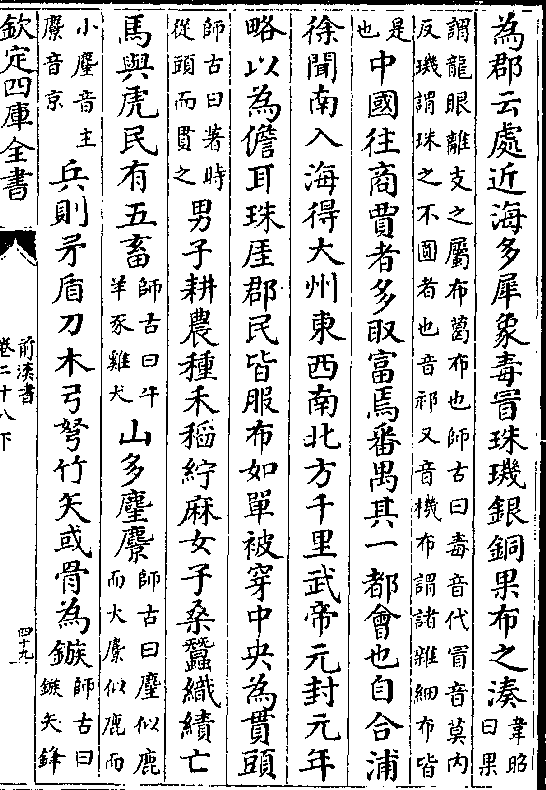 為郡云處近海多犀象毒冒珠璣銀銅果布之湊韋昭曰果
謂龍眼離支之屬布葛布也師古曰毒音代冒音莫内
反璣謂珠之不圓者也音祁又音機布謂諸雜細布皆
是也中國往商賈者多取富焉番禺其一都會也自合浦
徐聞南入海得大州東西南北方千里武帝元封元年
略以為儋耳珠厓郡民皆服布如單被穿中央為貫頭
師古曰著時從頭而貫之男子耕農種禾稻紵麻女子桑蠶織績亡
馬與虎民有五畜師古曰牛羊豕雞犬山多麈麖師古曰麈似鹿而大麖似鹿而
小麈音主麖音京兵則矛盾刀木弓弩竹矢或骨為鏃師古曰鏃矢鋒
欽定四庫全書
前漢書
卷二十八下
四十九